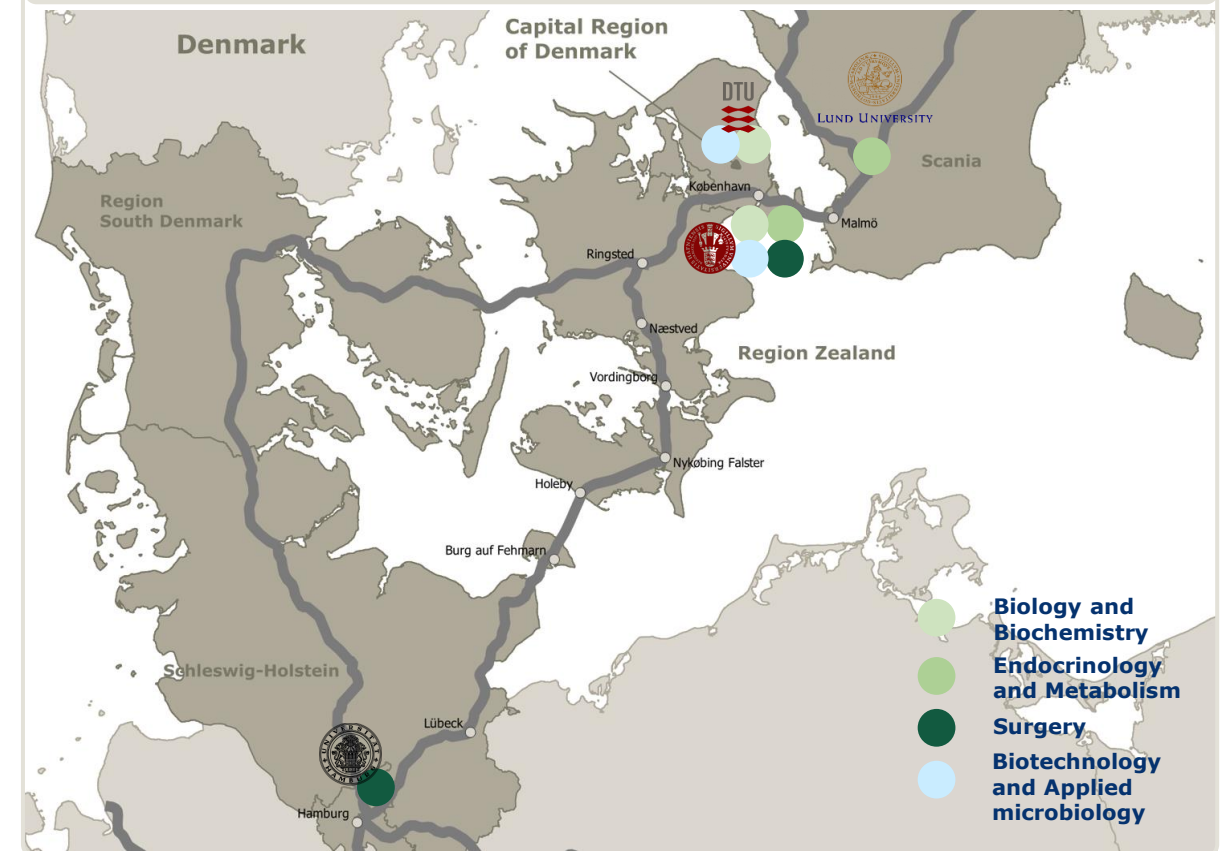 Denmark
Capital Region
of Denmark
DTU
LUND UNIVERSITY
Scania
Region
South Denmark
København
Malmö
Ringsted
Næstved
Region Zealand
Vordingborg
Nykøbing Falster
Holeby
Burg auf Fehmarn
Biology and
Biochemistry
Endocrinology
and Metabolism
Schleswig-Holstein
Surgery
Lübeck
Biotechnology
and Applied
microbiology
UNIVERSITÄT
HAMBURG
Hamburg